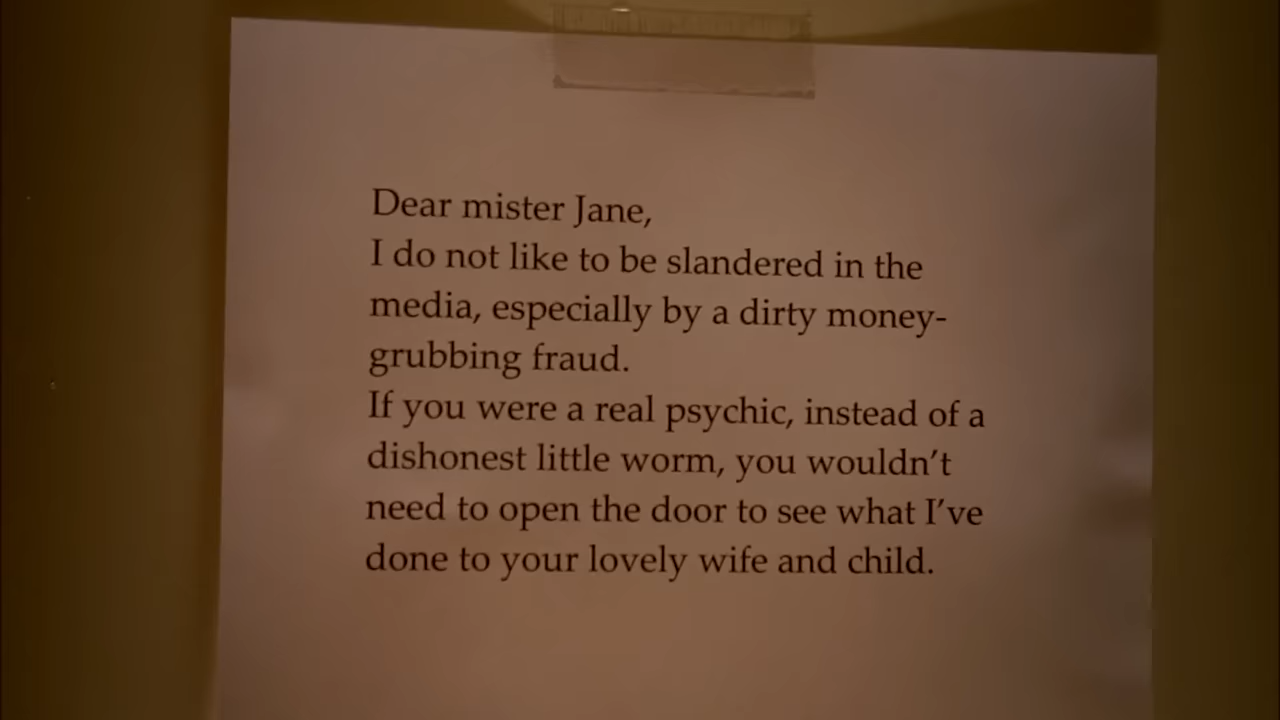 Dear mister Jane,
I do not like to be slandered in the
media, especially by a dirty money-
grubbing fraud.
If you were a real psychic, instead of a
dishonest little worm, you wouldn’t
need to open the door to see what I’ve
done to your lovely wife and child.